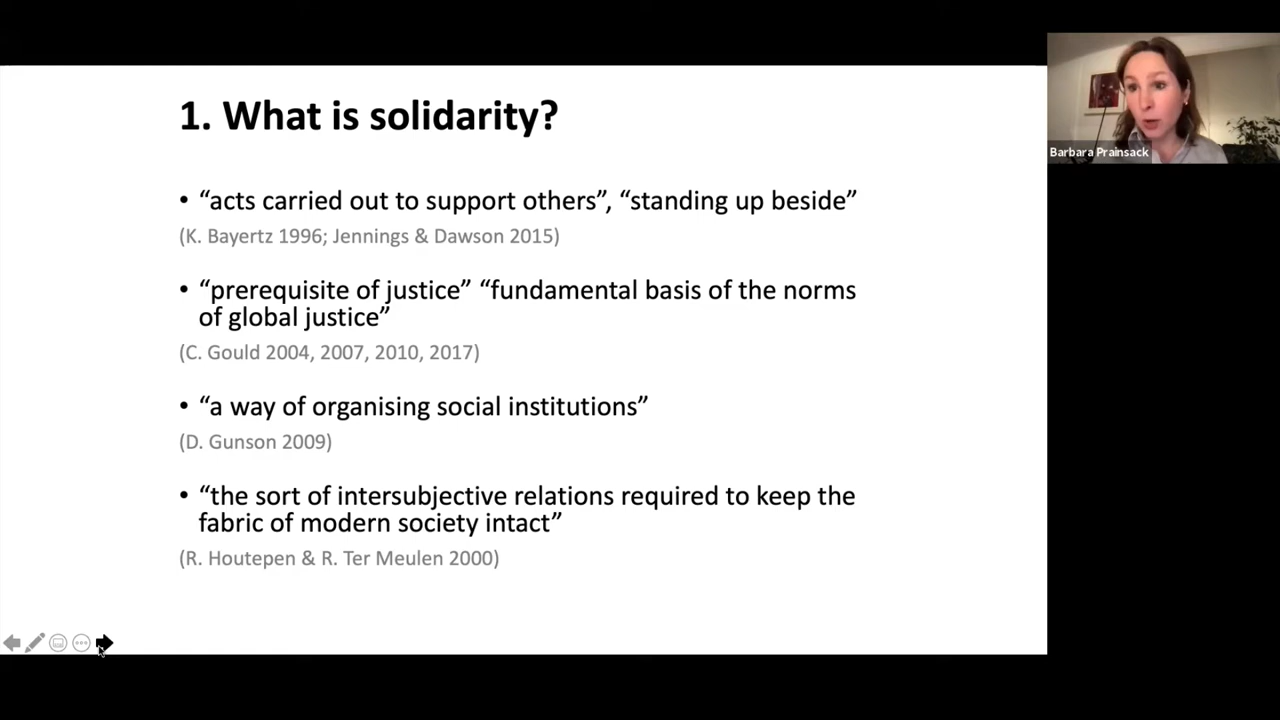 1. What is solidarity?
Barbara Prainsack
• “acts carried out to support others”, “standing up beside”
(K. Bayertz 1996; Jennings & Dawson 2015)
• “prerequisite of justice” “fundamental basis of the norms
of global justice”
(C. Gould 2004, 2007, 2010, 2017)
• “a way of organising social institutions”
(D. Gunson 2009)
• “the sort of intersubjective relations required to keep the
fabric of modern society intact”
(R. Houtepen & R. Ter Meulen 2000)